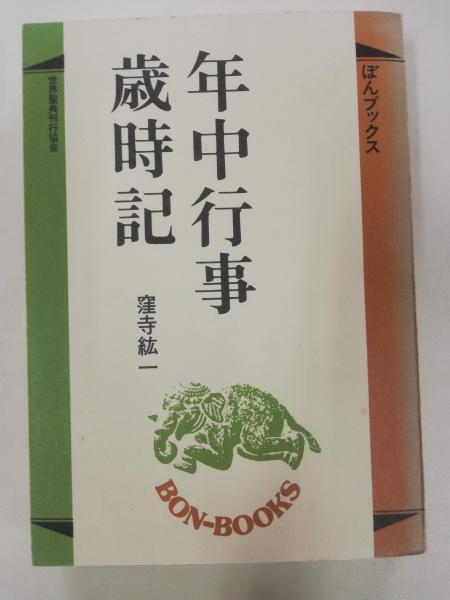 ぽんブックス
年中行事
歳時記
窪寺紘一
世界聖典刊行協会
BON-BOOKS